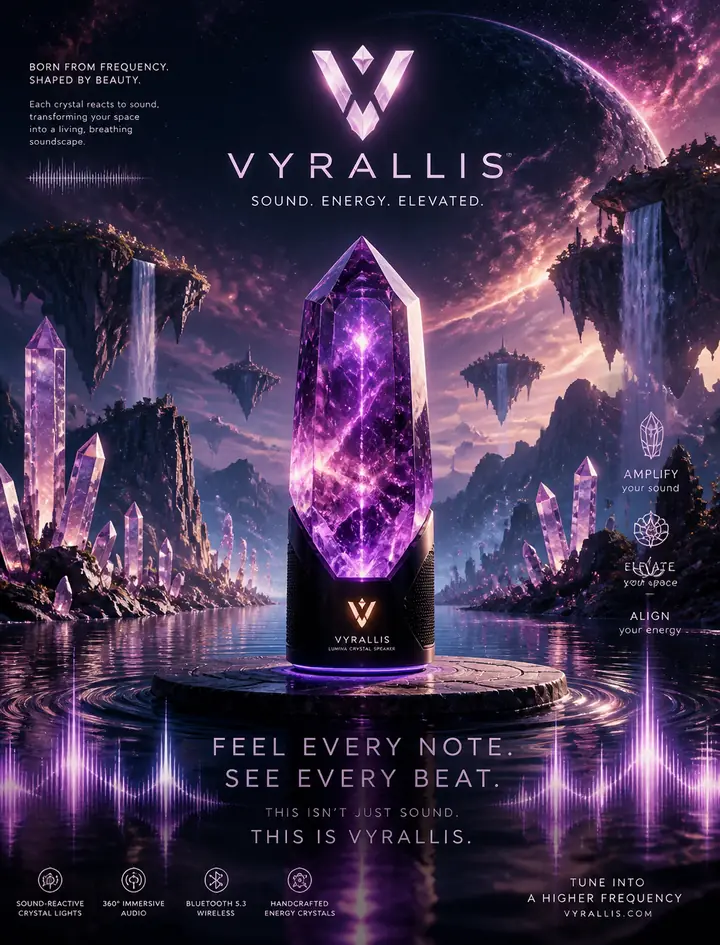 BORN FROM FREQUENCY.
SHAPED BY BEAUTY.
Each crystal reacts to sound,
transforming your space
into a living, breathing
soundscape.
VYRALLIS
SOUND. ENERGY. ELEVATED.
AMPLIFY
your sound
ELEVATE
your space
ALIGN
your energy
VYRALLIS
LUMINA CRYSTAL SPEAKER
FEEL EVERY NOTE.
SEE EVERY BEAT.
THIS ISN'T JUST SOUND.
THIS IS VYRALLIS.
SOUND-REACTIVE
CRYSTAL LIGHTS
360° IMMERSIVE
AUDIO
BLUETOOTH 5.3
WIRELESS
HANDCRAFTED
ENERGY CRYSTALS
TUNE INTO
A HIGHER FREQUENCY
VYRALLIS.COM